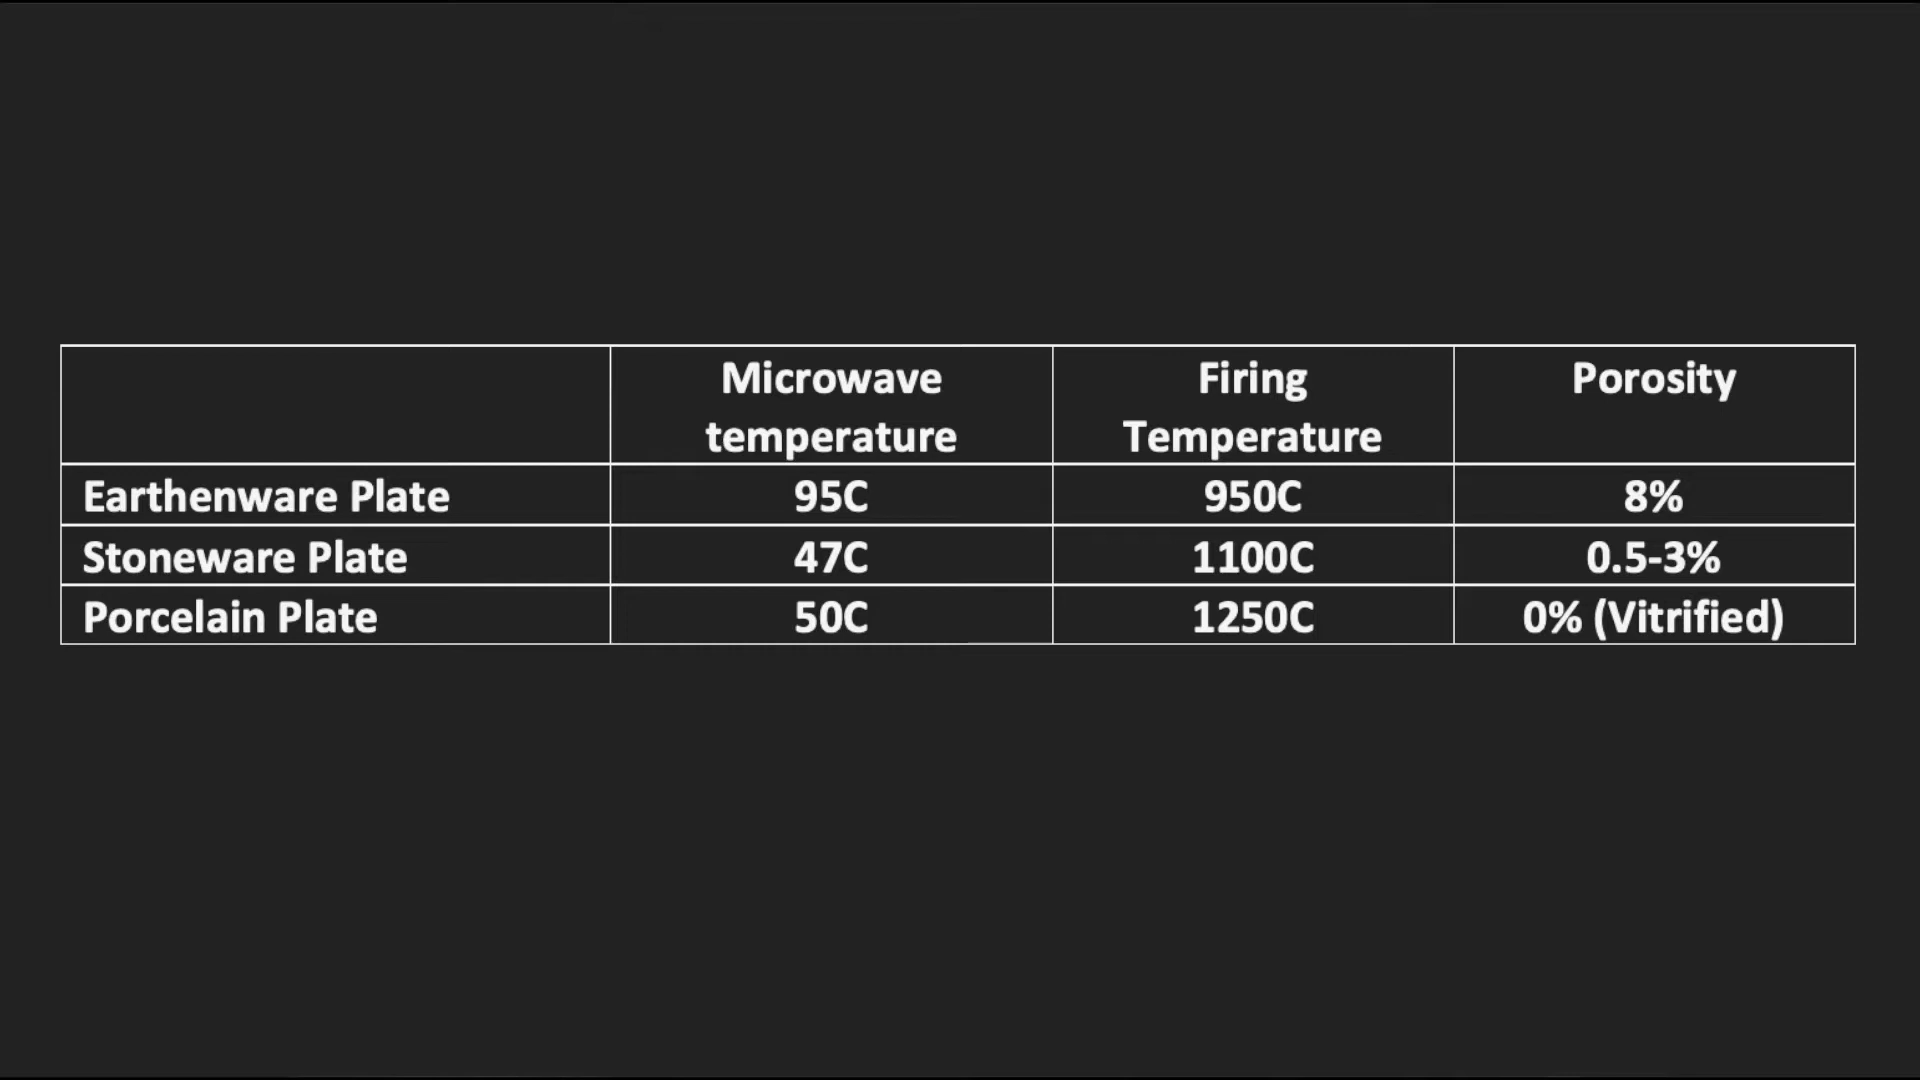 Microwave temperature Firing Temperature Porosity
Earthenware Plate 95C 950C 8%
Stoneware Plate 47C 1100C 0.5-3%
Porcelain Plate 50C 1250C 0% (Vitrified)